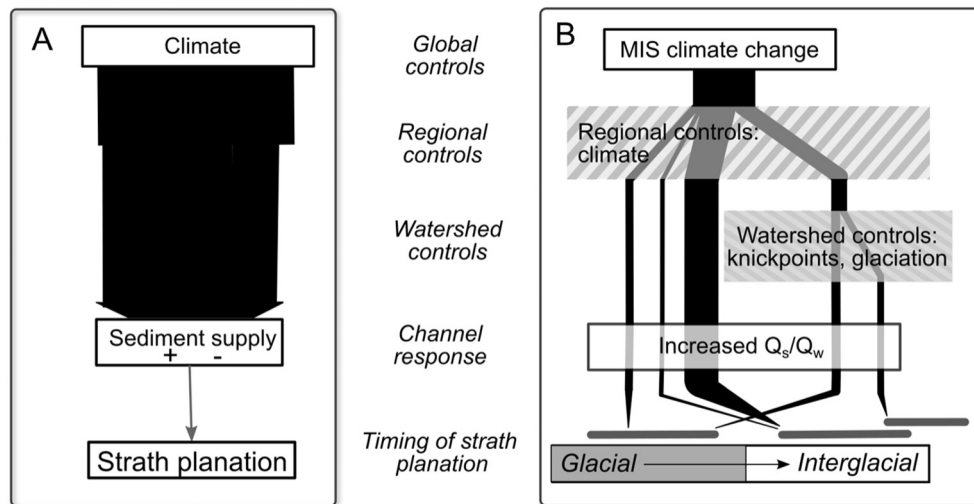 A
Climate
Sediment supply
+ -
Strath planation
Global
controls
Regional
controls
Watershed
controls
Channel
response
Timing of strath
planation
B
MIS climate change
Regional controls:
climate
Watershed controls:
knickpoints, glaciation
Increased Qs/Qw
Glacial
Interglacial